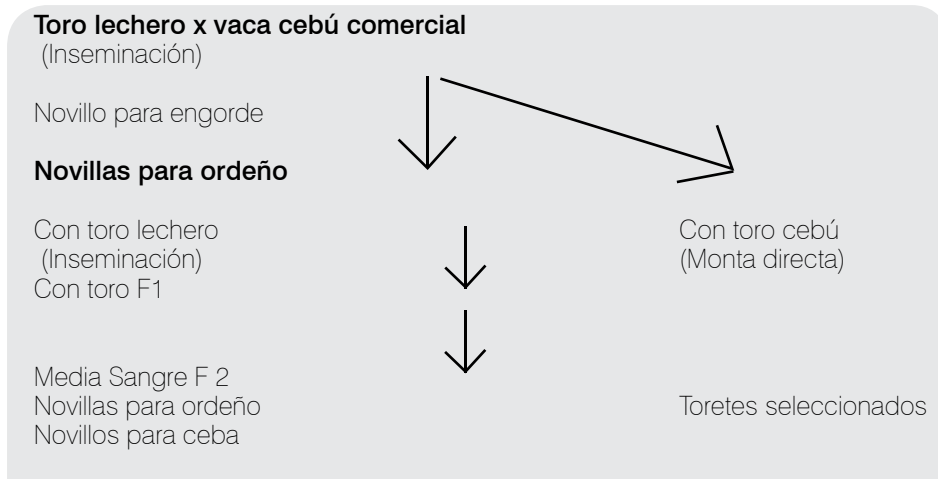 Toro lechero x vaca cebú comercial
(Inseminación)
Novillo para engorde
Novillas para ordeño
Con toro lechero
(Inseminación)
Con toro F1
Con toro cebú
(Monta directa)
Media Sangre F 2
Novillas para ordeño
Novillos para ceba
Toretes seleccionados